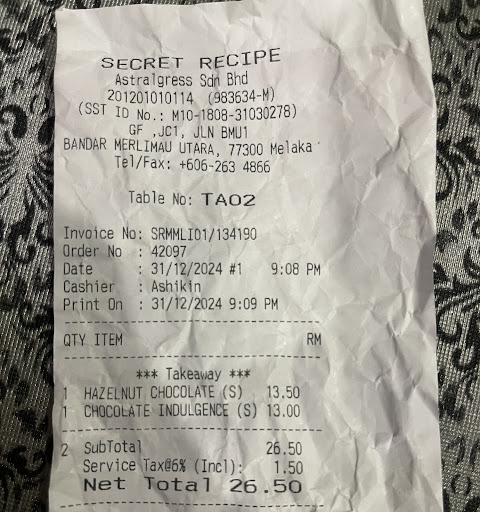 SECRET RECIPE
Astralgress Sdn Bhd
201201010114 (983634-M)
(SST ID No.: M10-1808-31030278)
GF ,JC1, JLN BMU1
BANDAR MERLIMAU UTARA, 77300 Melaka
Tel/Fax: +606-263 4866
Table No: TA02
Invoice No: SRMMLI01/134190
Order No : 42097
Date : 31/12/2024 #1 9:08 PM
Cashier : Ashikin
Print On : 31/12/2024 9:09 PM
QTY ITEM RM
*** Takeaway ***
1 HAZELNUT CHOCOLATE (S) 13.50
1 CHOCOLATE INDULGENCE (S) 13.00
2 SubTotal 26.50
Service Tax@6% (Incl): 1.50
Net Total 26.50